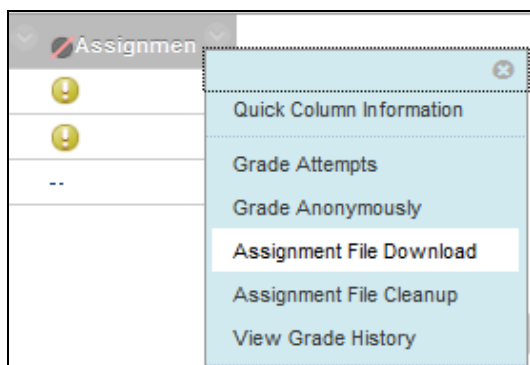 Assignmen
Quick Column Information
Grade Attempts
Grade Anonymously
--
Assignment File Download
Assignment File Cleanup
View Grade History